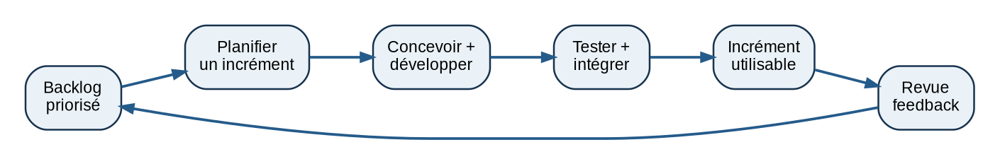 Backlog
priorisé
Planifier
un incrément
Concevoir +
développer
Tester +
intégrer
Incrément
utilisable
Revue
feedback